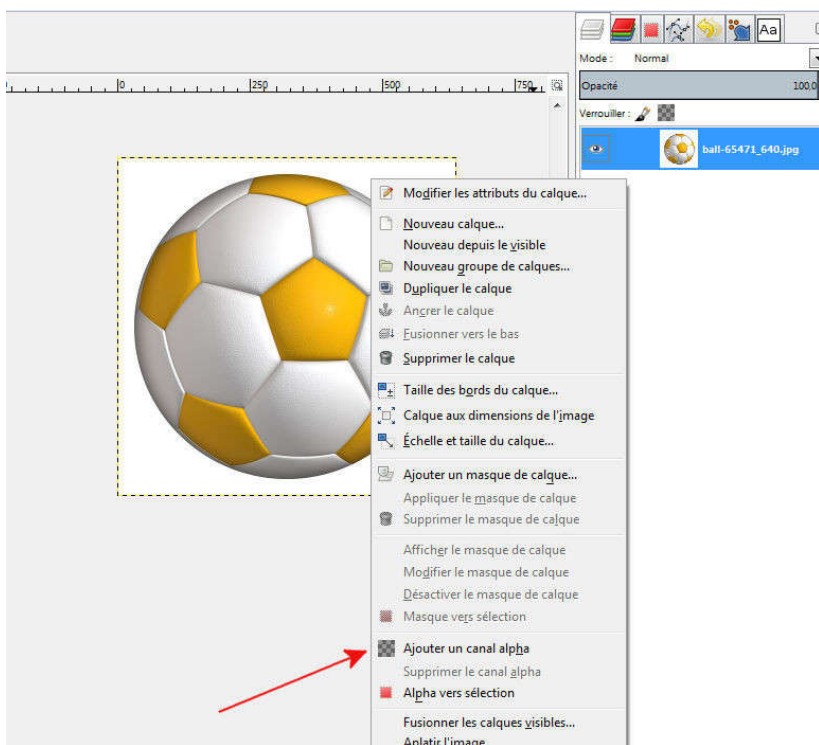 Aa
Mode : Normal
0 250 500 750
Opacité 100,0
Verrouiller :
ball-65471_640.jpg
Modifier les attributs du calque...
Nouveau calque...
Nouveau depuis le visible
Nouveau groupe de calques...
Dupliquer le calque
Ancrer le calque
Fusionner vers le bas
Supprimer le calque
Taille des bords du calque...
Calque aux dimensions de l'image
Échelle et taille du calque...
Ajouter un masque de calque...
Appliquer le masque de calque
Supprimer le masque de calque
Afficher le masque de calque
Modifier le masque de calque
Désactiver le masque de calque
Masque vers sélection
Ajouter un canal alpha
Supprimer le canal alpha
Alpha vers sélection
Fusionner les calques visibles...
Aplatir l'image